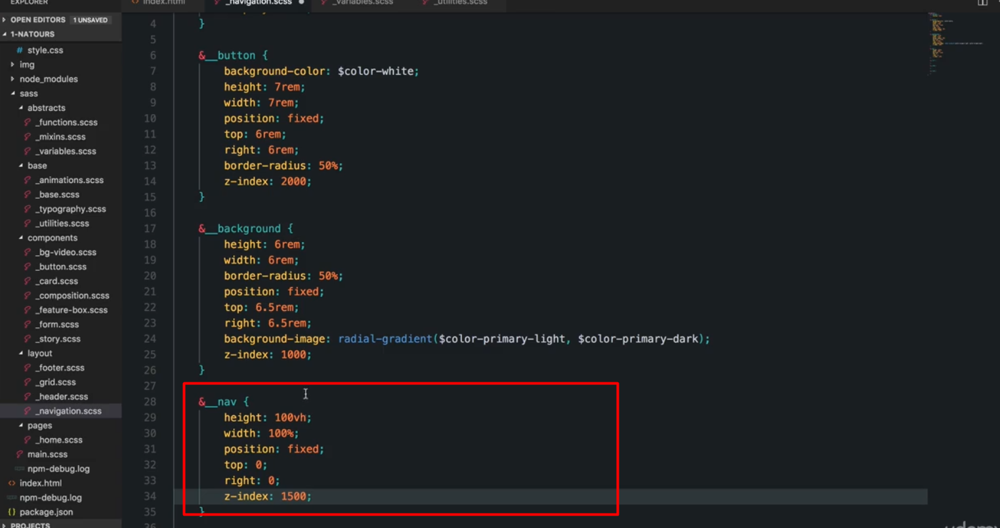 EXPLORER
index.html
_navigation.scss
_variables.scss
_utilities.scss
OPEN EDITORS 1 UNSAVED
1-NATOURS
# style.css
img
node_modules
sass
abstracts
_functions.scss
_mixins.scss
_variables.scss
base
_animations.scss
_base.scss
_typography.scss
_utilities.scss
components
_bg-video.scss
_button.scss
_card.scss
_composition.scss
_feature-box.scss
_form.scss
_story.scss
layout
_footer.scss
_grid.scss
_header.scss
_navigation.scss
pages
_home.scss
main.scss
npm-debug.log
<> index.html
npm-debug.log
{} package.json
PROJECTS
4 }
5
6 &__button {
7 background-color: $color-white;
8 height: 7rem;
9 width: 7rem;
10 position: fixed;
11 top: 6rem;
12 right: 6rem;
13 border-radius: 50%;
14 z-index: 2000;
15 }
16
17 &__background {
18 height: 6rem;
19 width: 6rem;
20 border-radius: 50%;
21 position: fixed;
22 top: 6.5rem;
23 right: 6.5rem;
24 background-image: radial-gradient($color-primary-light, $color-primary-dark);
25 z-index: 1000;
26 }
27
28 &__nav {
29 height: 100vh;
30 width: 100%;
31 position: fixed;
32 top: 0;
33 right: 0;
34 z-index: 1500;
35 }
36